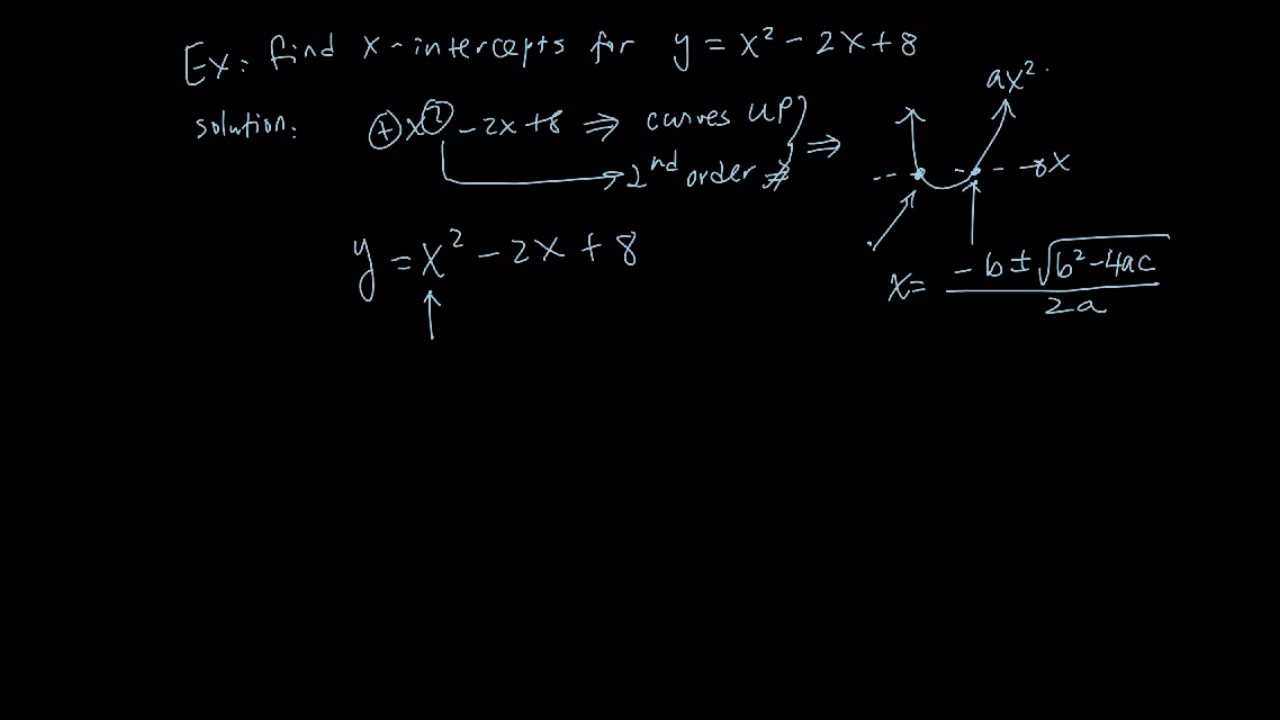 Ex: find x-intercepts for y = x² - 2x + 8
solution: (+)x² - 2x + 8 ⇒ curves up ⇒
2nd order
ax²
x
y = x² - 2x + 8
x = (-b ± √(b² - 4ac)) / 2a